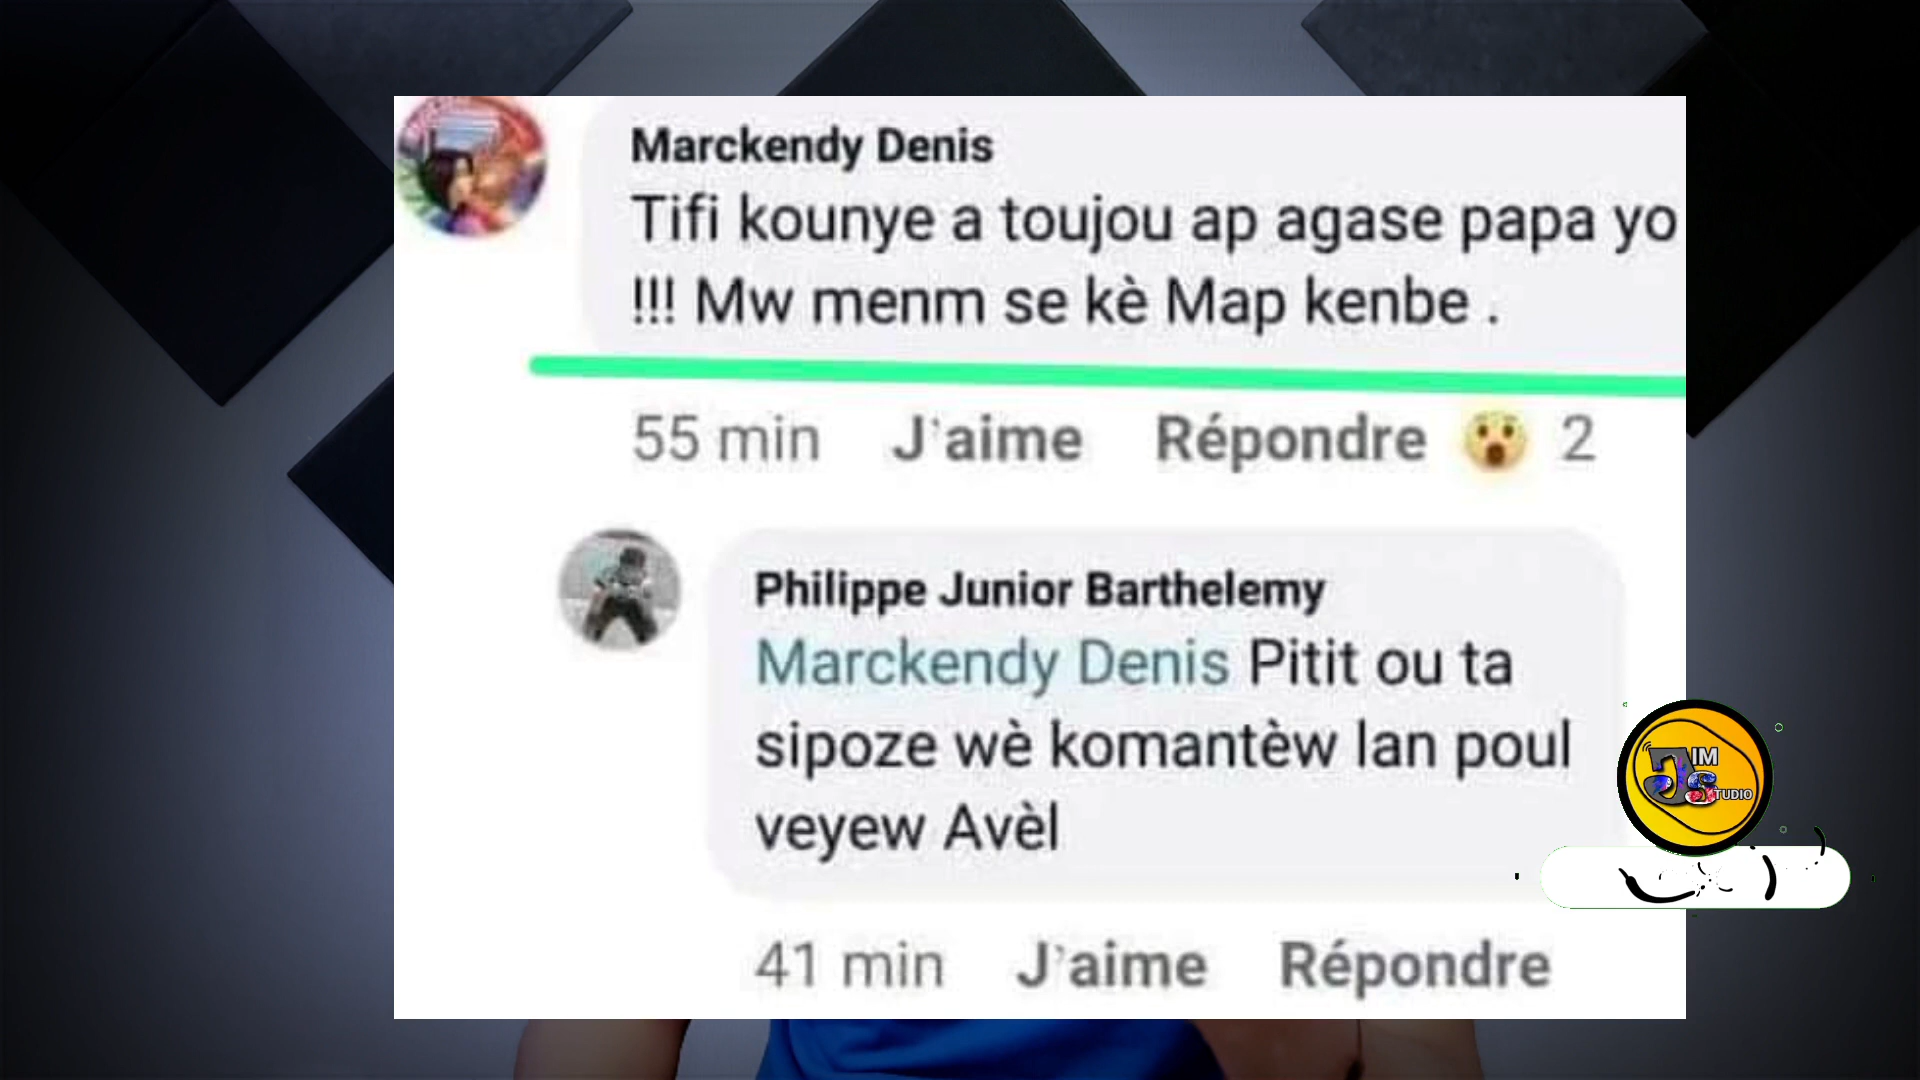 Marckendy Denis
Tifi kounye a toujou ap agase papa yo
!!! Mw menm se kè Map kenbe .
55 min J'aime Répondre 😮 2
Philippe Junior Barthelemy
Marckendy Denis Pitit ou ta
sipoze wè komantèw lan poul
veyew Avèl
41 min J'aime Répondre
JIM
STUDIO